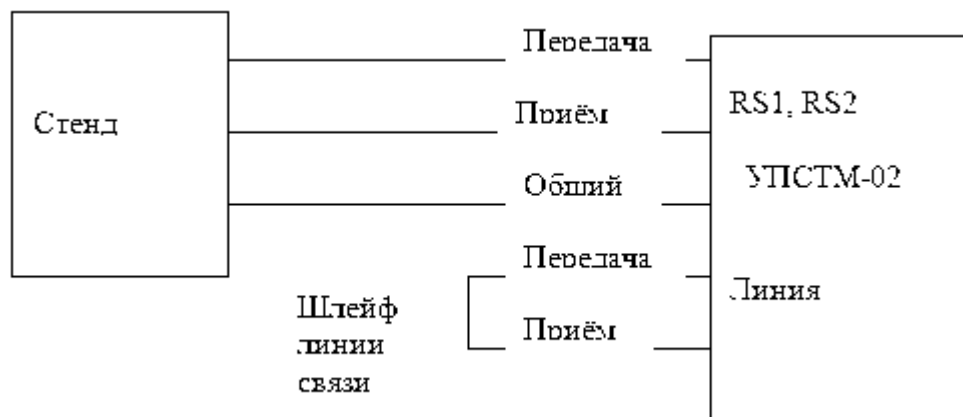 Передача
Стенд
Приём
RS1, RS2
УПСТМ-02
Общий
Передача
Линия
Шлейф
линии
связи
Приём